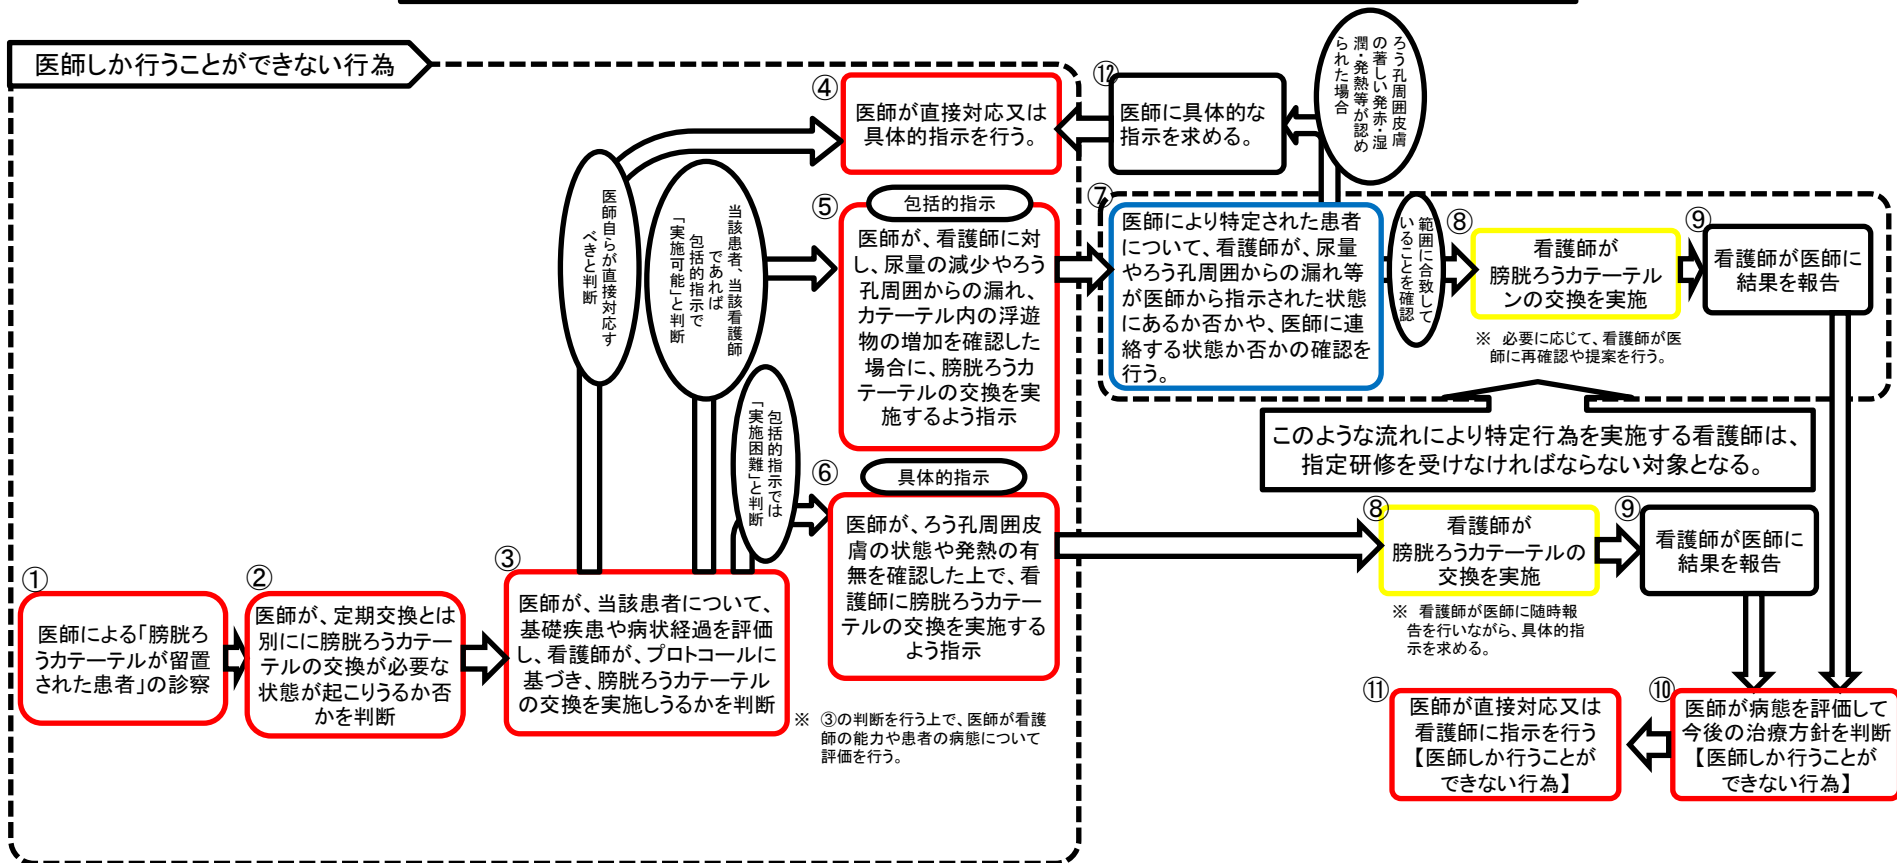 医師しか行うことができない行為
①
医師による「膀胱ろ
うカテーテルが留置
された患者」の診察
②
医師が、定期交換とは
別にに膀胱ろうカテー
テルの交換が必要な
状態が起こりうるか否
かを判断
③
医師が、当該患者について、
基礎疾患や病状経過を評価
し、看護師が、プロトコールに
基づき、膀胱ろうカテーテル
の交換を実施しうるかを判断
※ ③の判断を行う上で、医師が看護
師の能力や患者の病態について
評価を行う。
医師自らが直接対応す
べきと判断
④
医師が直接対応又は
具体的指示を行う。
当該患者、当該看護師
であれば
包括的指示で
「実施可能」と判断
⑤
包括的指示
医師が、看護師に対
し、尿量の減少やろう
孔周囲からの漏れ、
カテーテル内の浮遊
物の増加を確認した
場合に、膀胱ろうカ
テーテルの交換を実
施するよう指示
包括的指示では
「実施困難」と判断
⑥
具体的指示
医師が、ろう孔周囲皮
膚の状態や発熱の有
無を確認した上で、看
護師に膀胱ろうカテー
テルの交換を実施する
よう指示
⑦
医師により特定された患者
について、看護師が、尿量
やろう孔周囲からの漏れ等
が医師から指示された状態
にあるか否かや、医師に連
絡する状態か否かの確認を
行う。
ろう孔周囲皮膚
の著しい発赤・湿
潤・発熱等が認め
られた場合
⑫
医師に具体的な
指示を求める。
範囲に合致して
いることを確認
⑧
看護師が
膀胱ろうカテーテル
ンの交換を実施
※ 必要に応じて、看護師が医
師に再確認や提案を行う。
⑨
看護師が医師に
結果を報告
このような流れにより特定行為を実施する看護師は、
指定研修を受けなければならない対象となる。
⑧
看護師が
膀胱ろうカテーテルの
交換を実施
※ 看護師が医師に随時報
告を行いながら、具体的指
示を求める。
⑨
看護師が医師に
結果を報告
⑩
医師が病態を評価して
今後の治療方針を判断
【医師しか行うことが
できない行為】
⑪
医師が直接対応又は
看護師に指示を行う
【医師しか行うことが
できない行為】